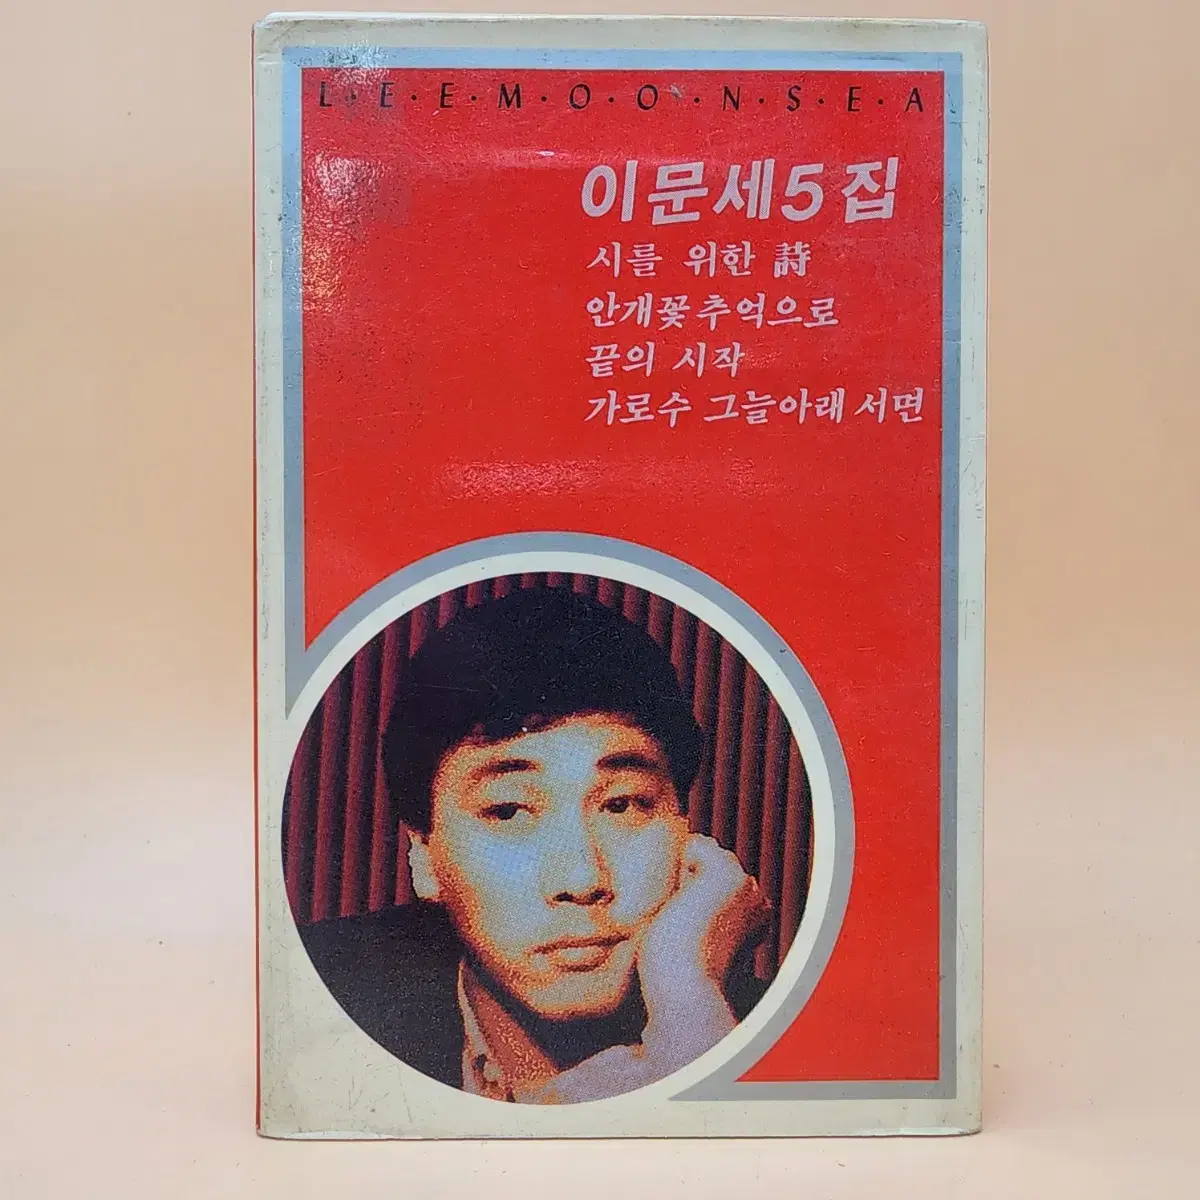 L·E·E·M·O·O·N·S·E·A
이문세5집
시를 위한 詩
안개꽃추억으로
끝의 시작
가로수 그늘아래 서면